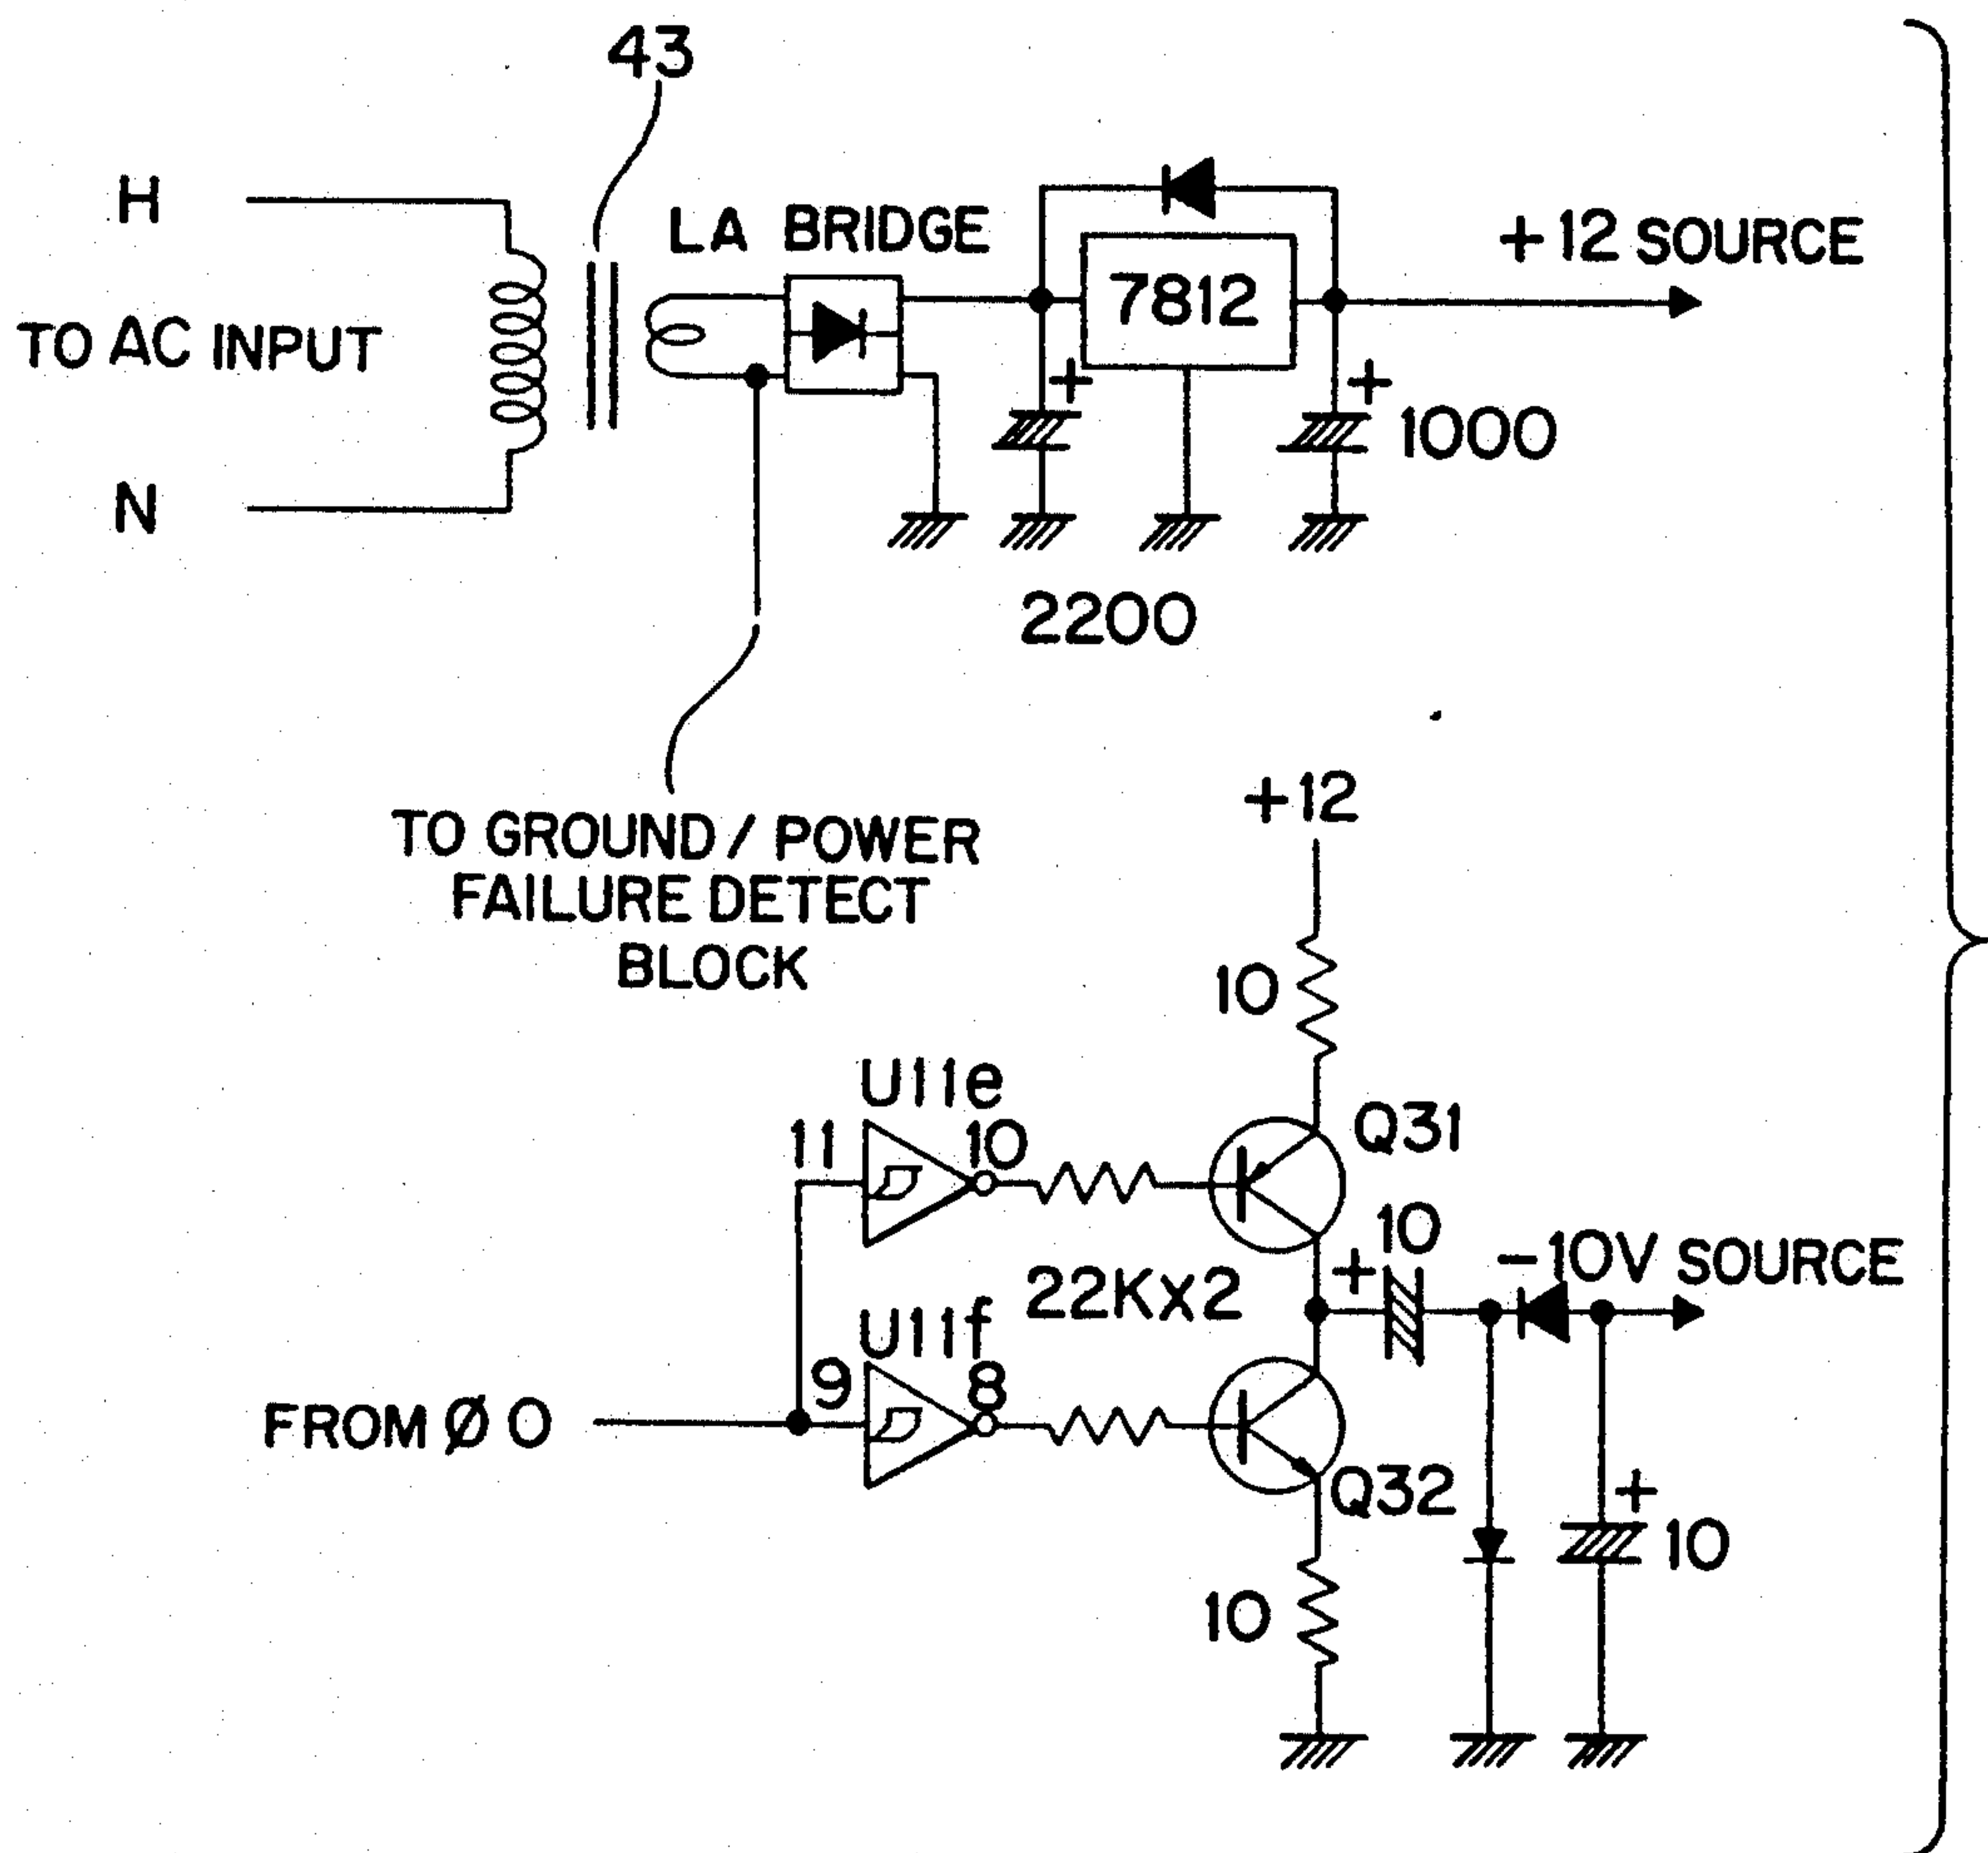 43
H
LA BRIDGE
+12 SOURCE
TO AC INPUT
7812
+
+
1000
N
2200
TO GROUND / POWER
FAILURE DETECT
BLOCK
+12
10
U11e
11
10
Q31
10
+
-10V SOURCE
22Kx2
U11f
9
8
FROM Ø 0
Q32
+
10
10